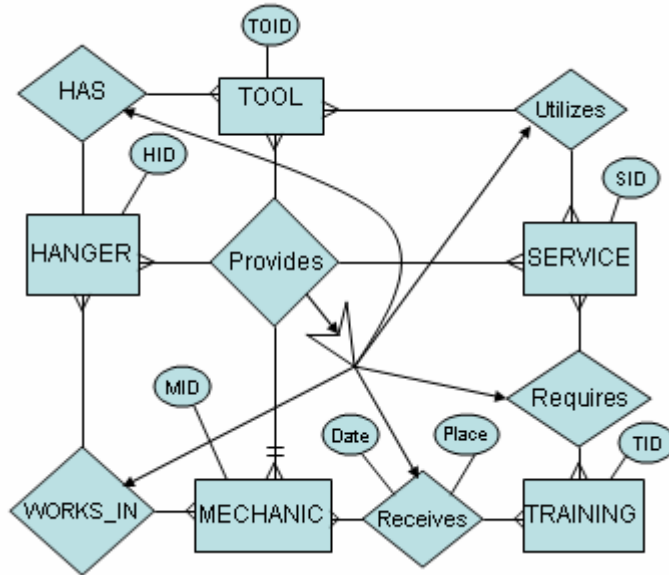 TOID
HAS
TOOL
Utilizes
HID
SID
HANGER
Provides
SERVICE
MID
Date
Place
Requires
TID
WORKS_IN
MECHANIC
Receives
TRAINING